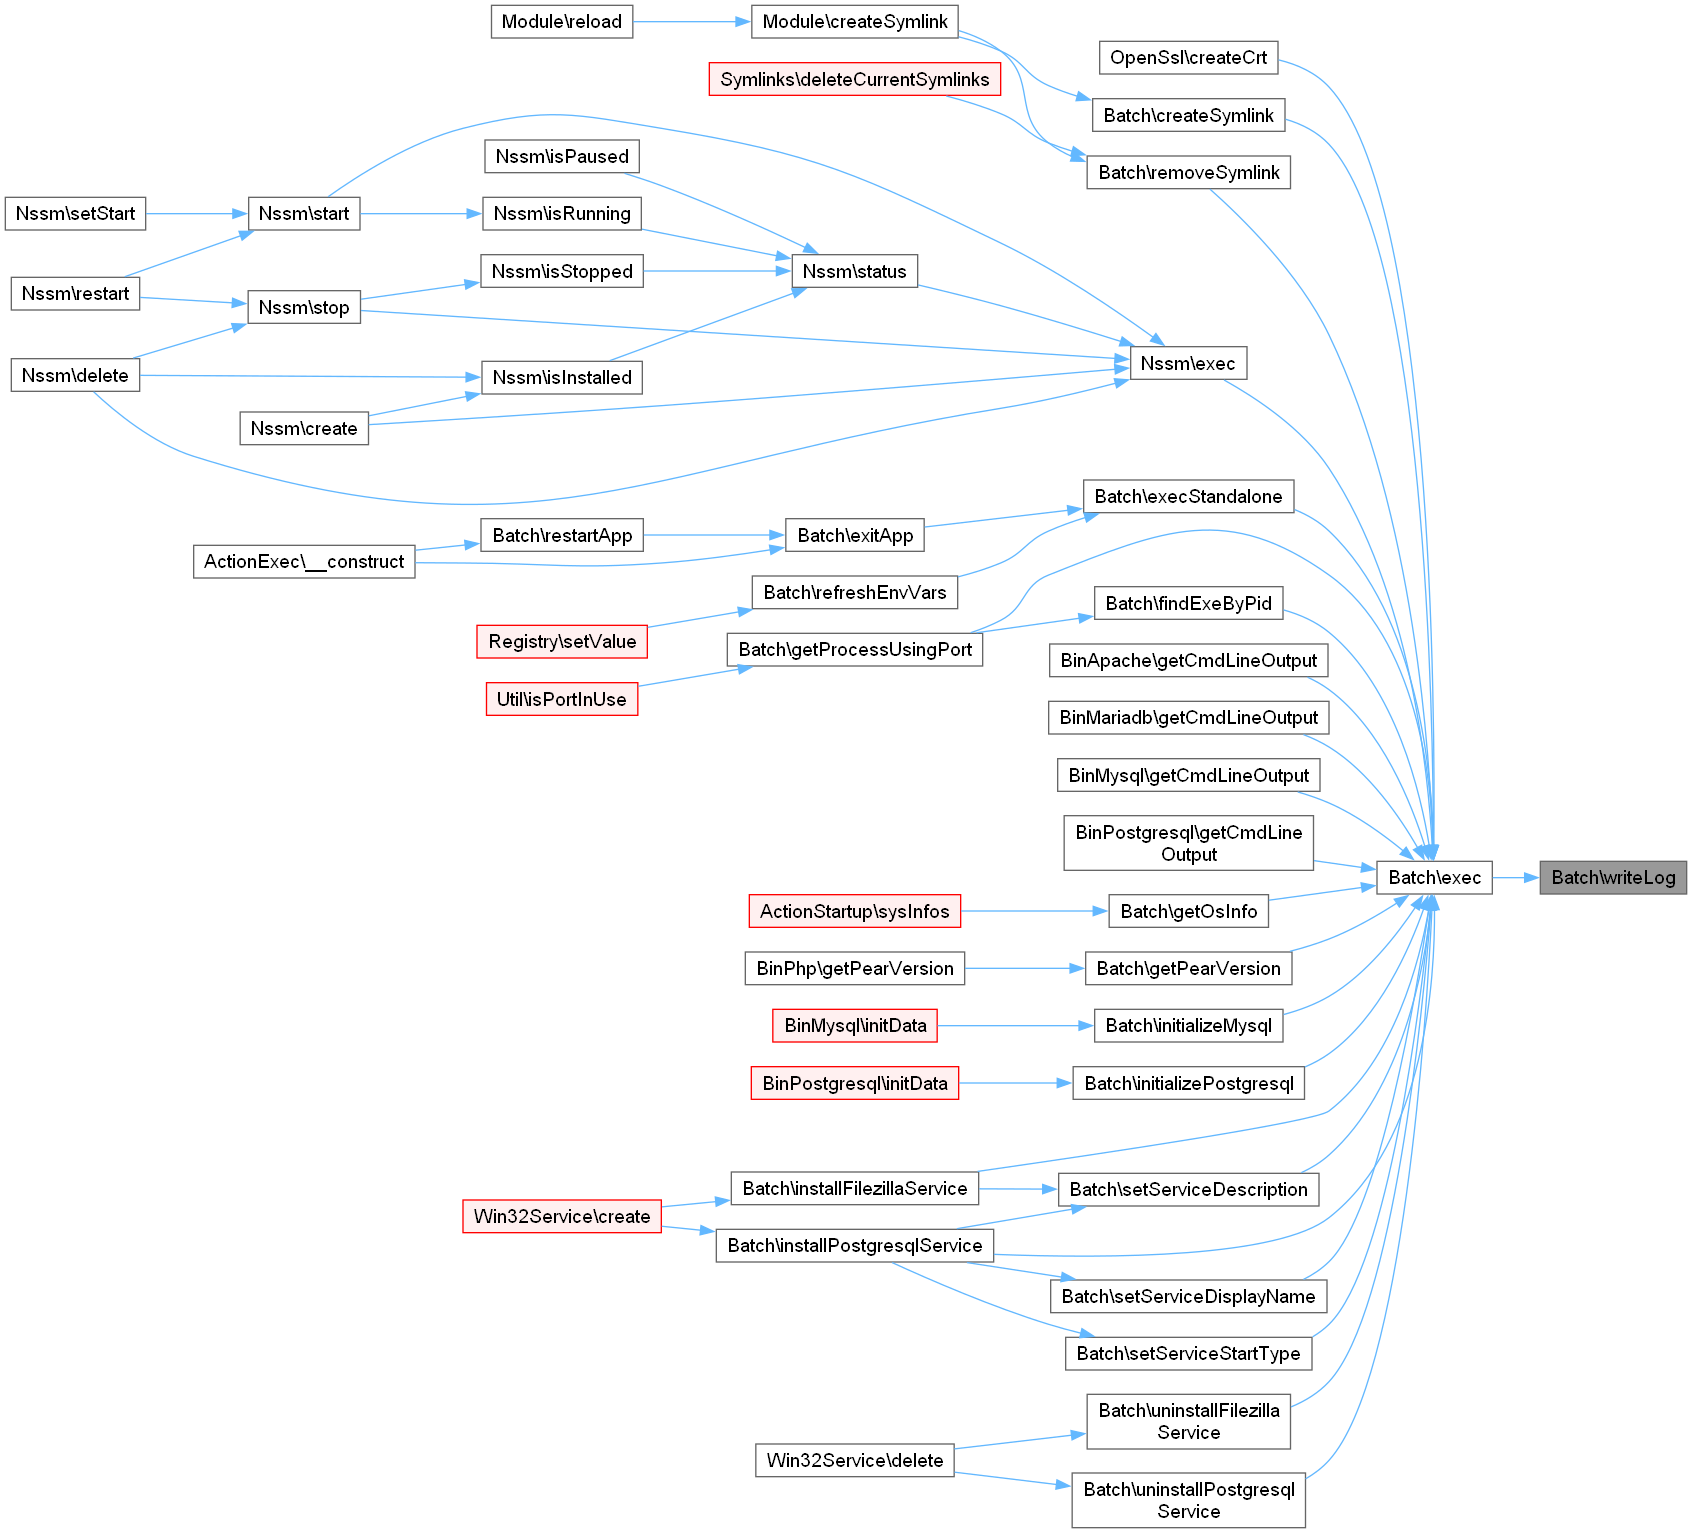 Module\reload
Module\createSymlink
OpenSsl\createCrt
Symlinks\deleteCurrentSymlinks
Batch\createSymlink
Nssm\isPaused
Batch\removeSymlink
Nssm\setStart
Nssm\start
Nssm\isRunning
Nssm\isStopped
Nssm\status
Nssm\restart
Nssm\stop
Nssm\exec
Nssm\delete
Nssm\isInstalled
Nssm\create
Batch\execStandalone
Batch\restartApp
Batch\exitApp
ActionExec\__construct
Batch\refreshEnvVars
Batch\findExeByPid
Registry\setValue
Batch\getProcessUsingPort
BinApache\getCmdLineOutput
Util\isPortInUse
BinMariadb\getCmdLineOutput
BinMysql\getCmdLineOutput
BinPostgresql\getCmdLine
Output
Batch\exec
Batch\writeLog
ActionStartup\sysInfos
Batch\getOsInfo
BinPhp\getPearVersion
Batch\getPearVersion
BinMysql\initData
Batch\initializeMysql
BinPostgresql\initData
Batch\initializePostgresql
Batch\installFilezillaService
Batch\setServiceDescription
Win32Service\create
Batch\installPostgresqlService
Batch\setServiceDisplayName
Batch\setServiceStartType
Batch\uninstallFilezilla
Service
Win32Service\delete
Batch\uninstallPostgresql
Service